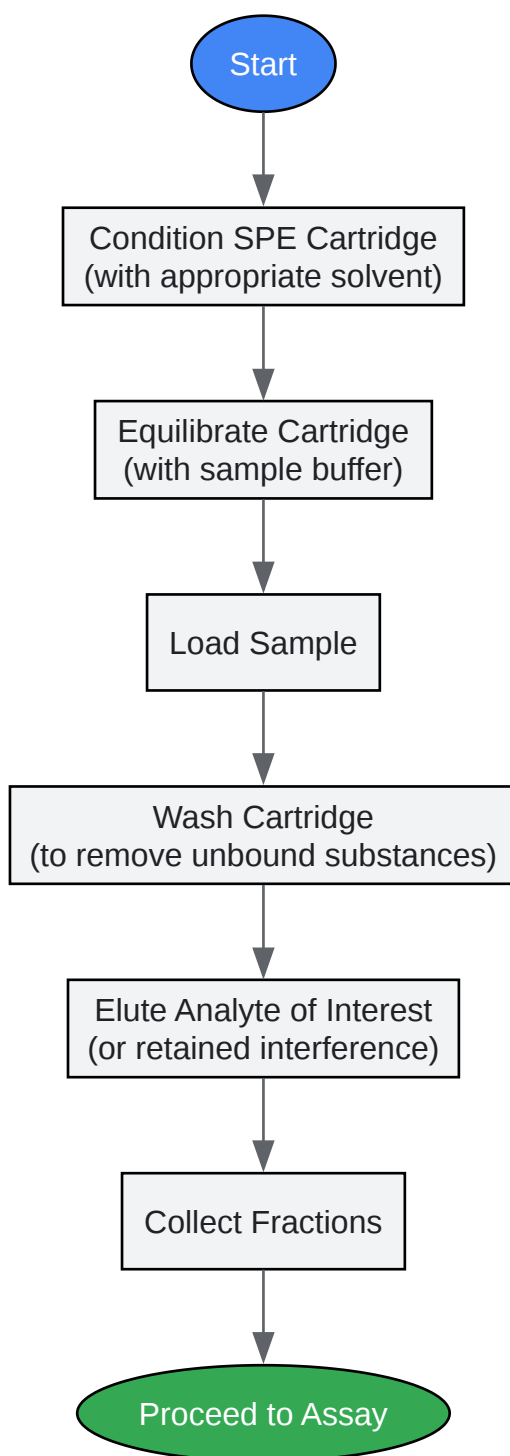 Start
Condition SPE Cartridge
(with appropriate solvent)
Equilibrate Cartridge
(with sample buffer)
Load Sample
Wash Cartridge
(to remove unbound substances)
Elute Analyte of Interest
(or retained interference)
Collect Fractions
Proceed to Assay